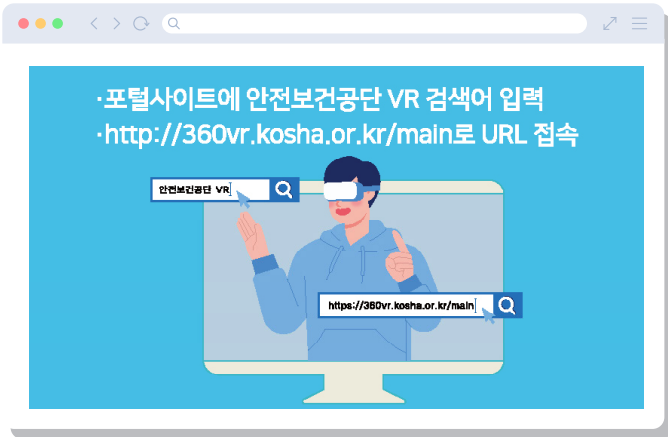 ·포털사이트에 안전보건공단 VR 검색어 입력
·http://360vr.kosha.or.kr/main로 URL 접속
안전보건공단 VR
https://360vr.kosha.or.kr/main